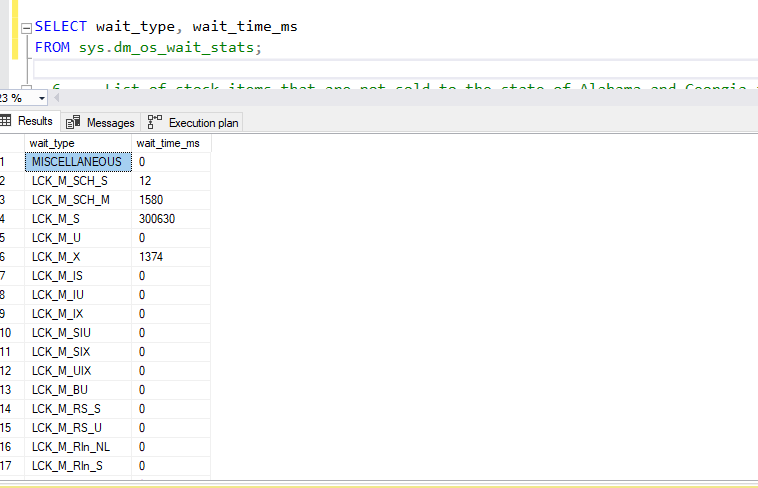 SELECT wait_type, wait_time_ms
FROM sys.dm_os_wait_stats;
6. List of stock items that are not sold to the state of Alabama and Georgia
23 %
Results Messages Execution plan
wait_type wait_time_ms
1 MISCELLANEOUS 0
2 LCK_M_SCH_S 12
3 LCK_M_SCH_M 1580
4 LCK_M_S 300630
5 LCK_M_U 0
6 LCK_M_X 1374
7 LCK_M_IS 0
8 LCK_M_IU 0
9 LCK_M_IX 0
10 LCK_M_SIU 0
11 LCK_M_SIX 0
12 LCK_M_UIX 0
13 LCK_M_BU 0
14 LCK_M_RS_S 0
15 LCK_M_RS_U 0
16 LCK_M_RIn_NL 0
17 LCK_M_RIn_S 0